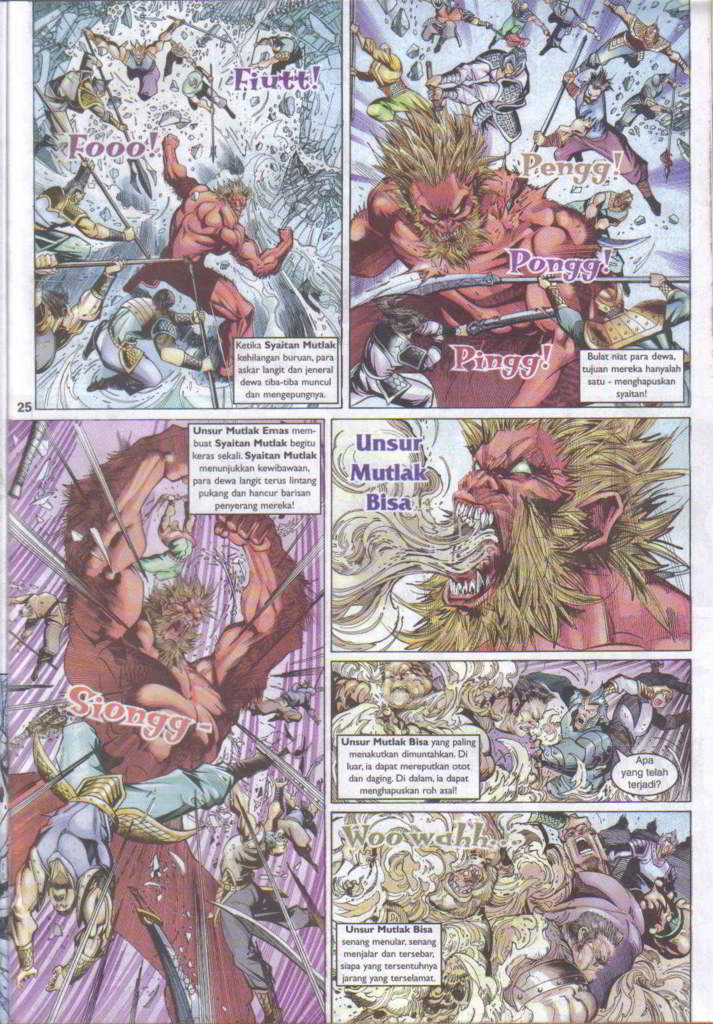 Fiutt!
Fooo!
Ketika Syaitan Mutlak
kehilangan buruan, para
askar langit dan jeneral
dewa tiba-tiba muncul
dan mengepungnya.
Pengg!
Pongg!
Pingg!
Bulat niat para dewa,
tujuan mereka hanyalah
satu - menghapuskan
syaitan!
25
Unsur Mutlak Emas mem-
buat Syaitan Mutlak begitu
keras sekali. Syaitan Mutlak
menunjukkan kewibawaan,
para dewa langit terus lintang
pukang dan hancur barisan
penyerang mereka!
Siongg -
Unsur
Mutlak
Bisa
Unsur Mutlak Bisa yang paling
menakutkan dimuntahkan. Di
luar, ia dapat mereputkan otot
dan daging. Di dalam, ia dapat
menghapuskan roh asal!
Apa
yang telah
terjadi?
Woowahh...
Unsur Mutlak Bisa
senang menular, senang
menjalar dan tersebar,
siapa yang tersentuhnya
jarang yang terselamat.